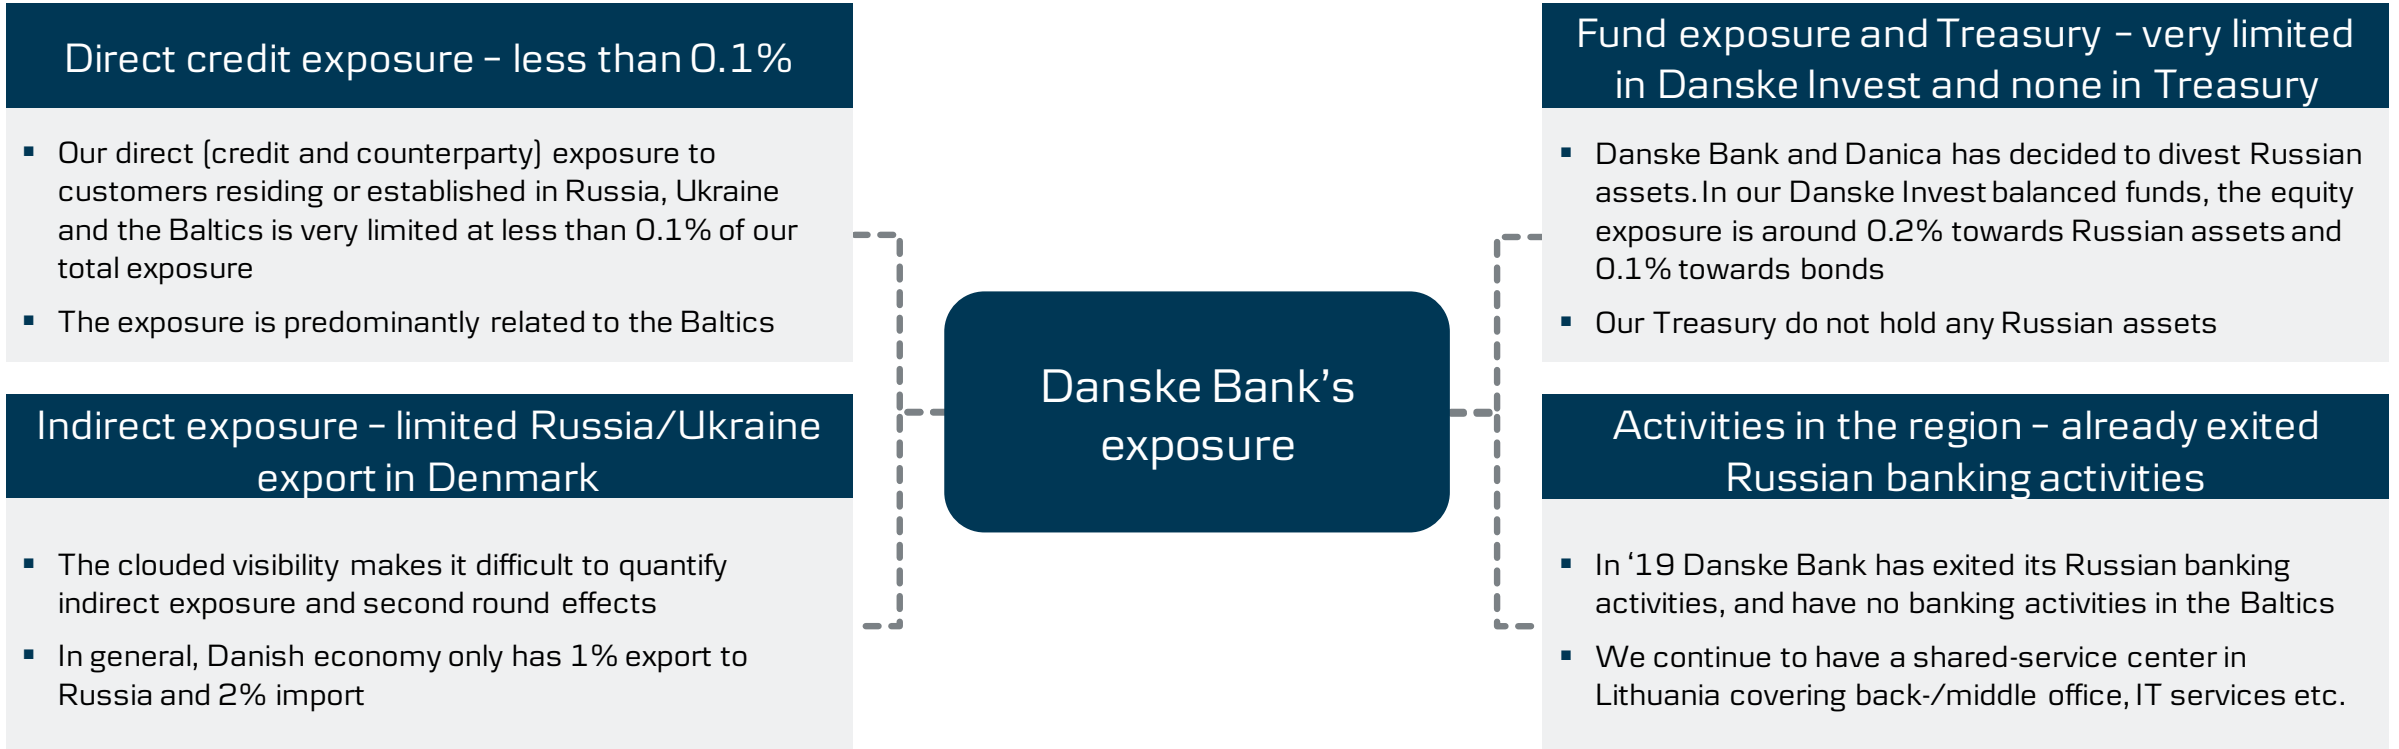 Direct credit exposure – less than 0.1%
▪ Our direct (credit and counterparty) exposure to
customers residing or established in Russia, Ukraine
and the Baltics is very limited at less than 0.1% of our
total exposure
▪ The exposure is predominantly related to the Baltics
Indirect exposure – limited Russia/Ukraine
export in Denmark
▪ The clouded visibility makes it difficult to quantify
indirect exposure and second round effects
▪ In general, Danish economy only has 1% export to
Russia and 2% import
Danske Bank’s
exposure
Fund exposure and Treasury – very limited
in Danske Invest and none in Treasury
▪ Danske Bank and Danica has decided to divest Russian
assets. In our Danske Invest balanced funds, the equity
exposure is around 0.2% towards Russian assets and
0.1% towards bonds
▪ Our Treasury do not hold any Russian assets
Activities in the region – already exited
Russian banking activities
▪ In ‘19 Danske Bank has exited its Russian banking
activities, and have no banking activities in the Baltics
▪ We continue to have a shared-service center in
Lithuania covering back-/middle office, IT services etc.